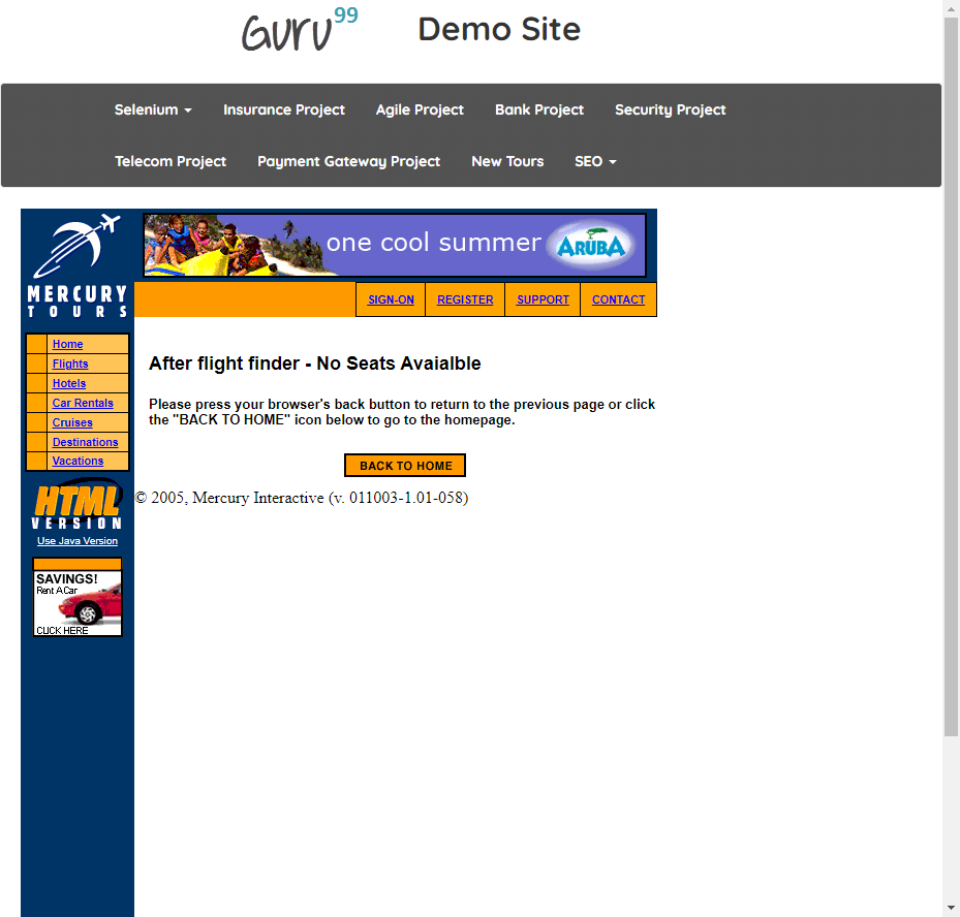 Guru99 Demo Site
Selenium Insurance Project Agile Project Bank Project Security Project
Telecom Project Payment Gateway Project New Tours SEO
one cool summer ARUBA
MERCURY
TOURS
SIGN-ON REGISTER SUPPORT CONTACT
Home
Flights
Hotels
Car Rentals
Cruises
Destinations
Vacations
After flight finder - No Seats Avaialble
Please press your browser's back button to return to the previous page or click
the "BACK TO HOME" icon below to go to the homepage.
BACK TO HOME
© 2005, Mercury Interactive (v. 011003-1.01-058)
HTML
VERSION
Use Java Version
SAVINGS!
Rent A Car
CLICK HERE